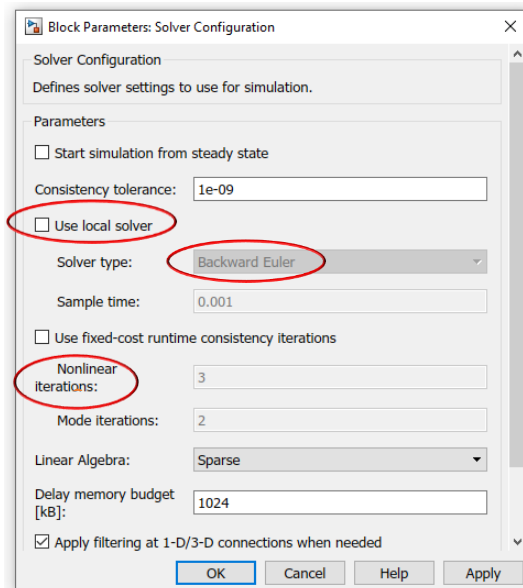 Block Parameters: Solver Configuration
Solver Configuration
Defines solver settings to use for simulation.
Parameters
Start simulation from steady state
Consistency tolerance: 1e-09
Use local solver
Solver type: Backward Euler
Sample time: 0.001
Use fixed-cost runtime consistency iterations
Nonlinear
iterations: 3
Mode iterations: 2
Linear Algebra: Sparse
Delay memory budget
[kB]: 1024
Apply filtering at 1-D/3-D connections when needed
OK Cancel Help Apply